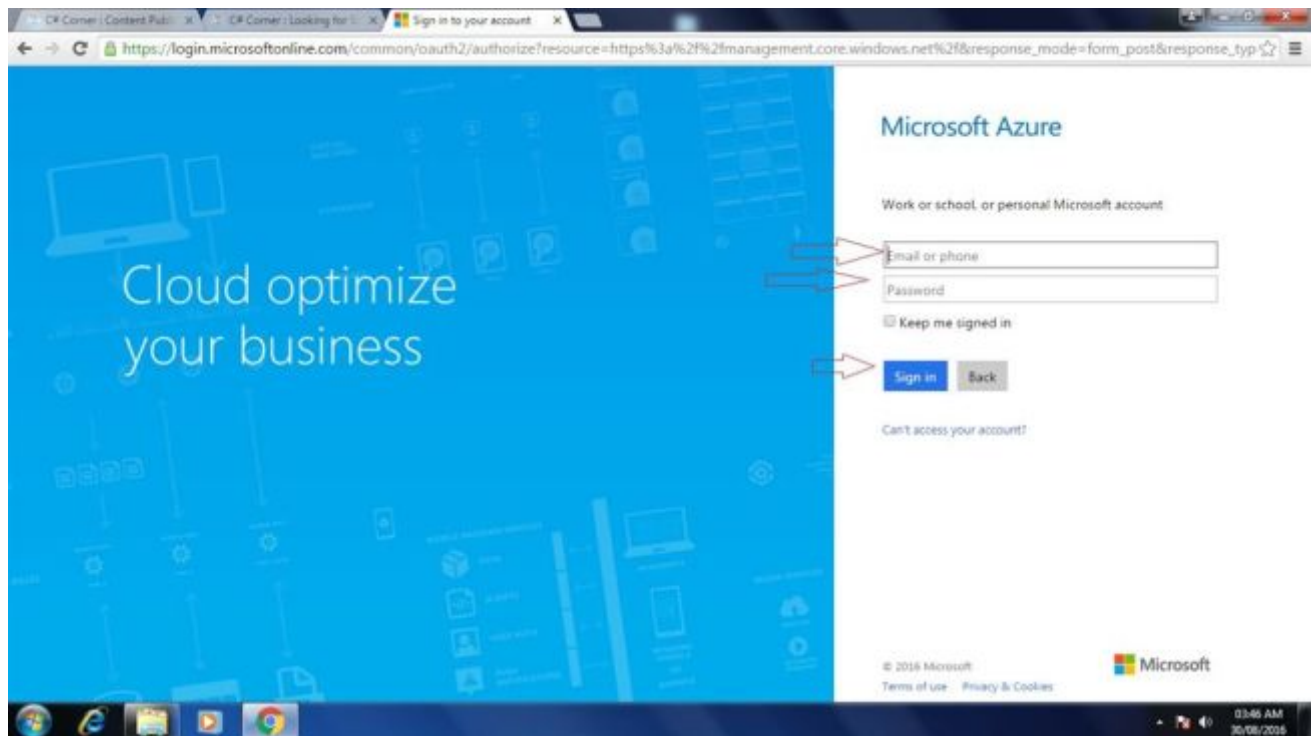 C# Corner : Content Publi
C# Corner : Looking for
Sign in to your account
https://login.microsoftonline.com/common/oauth2/authorize?resource=https%3a%2f%2fmanagement.core.windows.net%2f&response_mode=form_post&response_typ
Microsoft Azure
Work or school, or personal Microsoft account
Email or phone
Password
Keep me signed in
Sign in
Back
Can't access your account?
Cloud optimize
your business
© 2016 Microsoft
Terms of use Privacy & Cookies
Microsoft
03:46 AM
30/08/2016